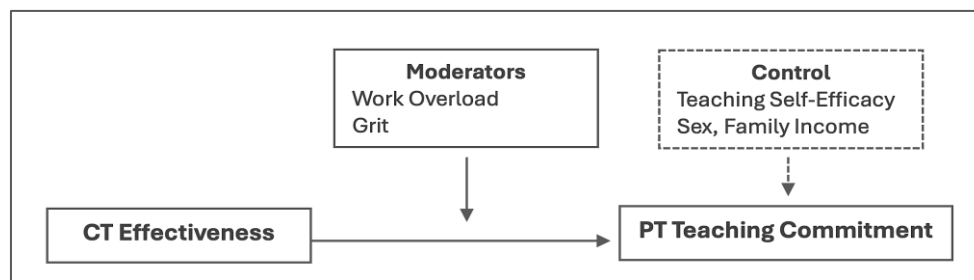 Moderators
Work Overload
Grit
Control
Teaching Self-Efficacy
Sex, Family Income
CT Effectiveness
PT Teaching Commitment